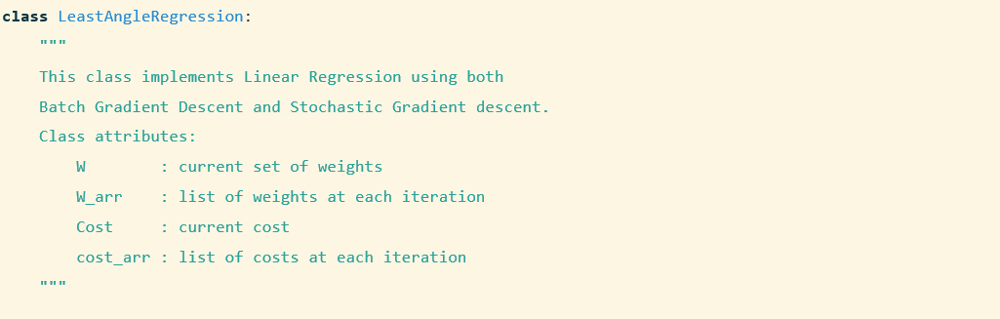 class LeastAngleRegression:
    """
    This class implements Linear Regression using both
    Batch Gradient Descent and Stochastic Gradient descent.
    Class attributes:
        W        : current set of weights
        W_arr    : list of weights at each iteration
        Cost     : current cost
        cost_arr : list of costs at each iteration
    """